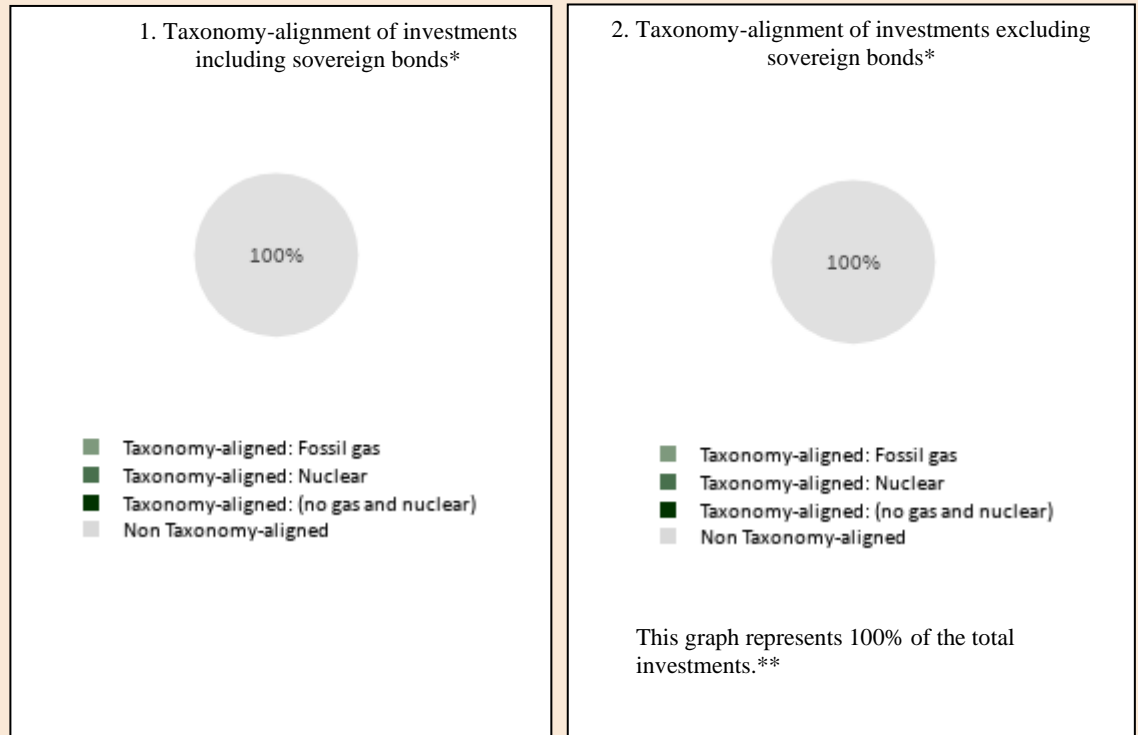 1. Taxonomy-alignment of investments
including sovereign bonds*
100%
Taxonomy-aligned: Fossil gas
Taxonomy-aligned: Nuclear
Taxonomy-aligned: (no gas and nuclear)
Non Taxonomy-aligned
2. Taxonomy-alignment of investments excluding
sovereign bonds*
100%
Taxonomy-aligned: Fossil gas
Taxonomy-aligned: Nuclear
Taxonomy-aligned: (no gas and nuclear)
Non Taxonomy-aligned
This graph represents 100% of the total
investments.**